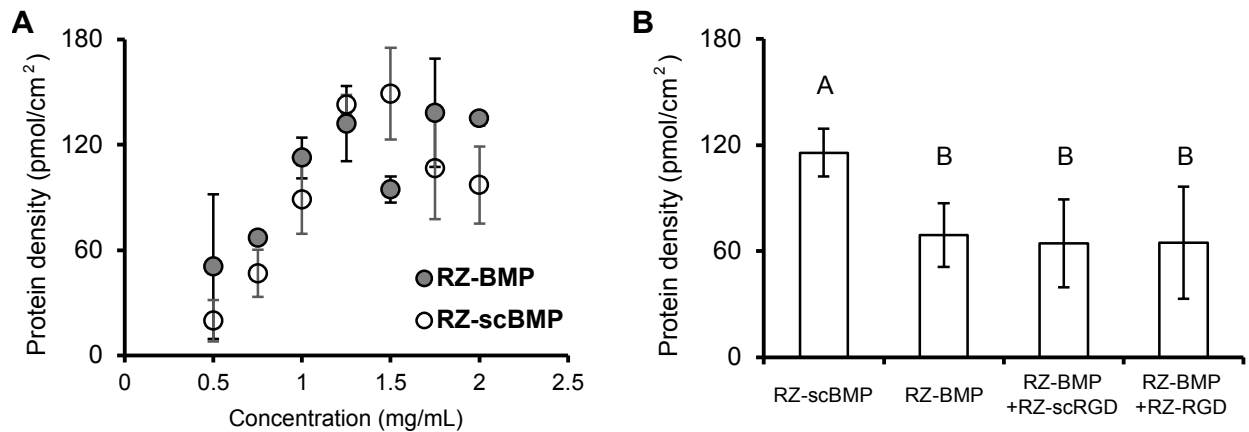 A
Protein density (pmol/cm²)
180
120
60
0
RZ-BMP
RZ-scBMP
0
0.5
1
1.5
2
2.5
Concentration (mg/mL)
B
Protein density (pmol/cm²)
180
120
60
0
A
B
B
B
RZ-scBMP
RZ-BMP
RZ-BMP
+RZ-scRGD
RZ-BMP
+RZ-RGD